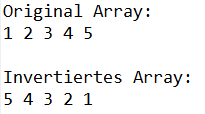 Original Array:
1 2 3 4 5
Invertiertes Array:
5 4 3 2 1